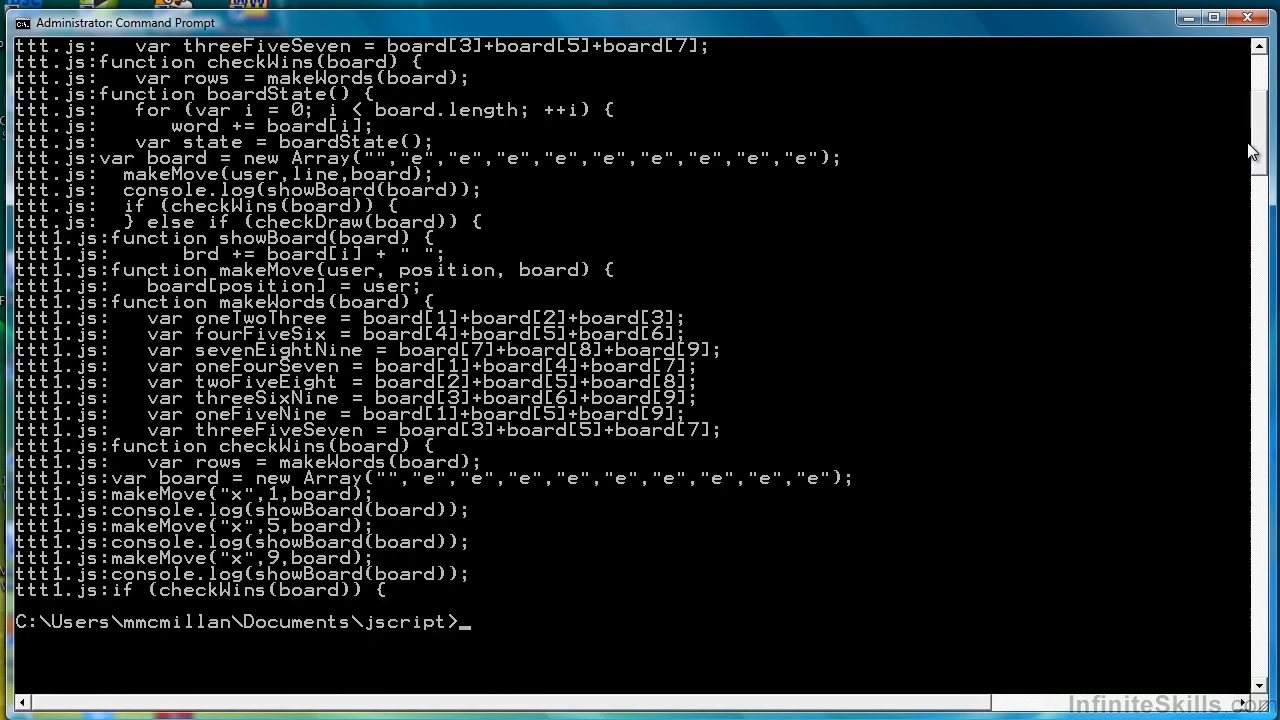 Administrator: Command Prompt
ttt.js:   var threeFiveSeven = board[3]+board[5]+board[7];
ttt.js:function checkWins(board) {
ttt.js:   var rows = makeWords(board);
ttt.js:function boardState() {
ttt.js:   for (var i = 0; i < board.length; ++i) {
ttt.js:      word += board[i];
ttt.js:   var state = boardState();
ttt.js:var board = new Array("","e","e","e","e","e","e","e","e","e");
ttt.js:  makeMove(user,line,board);
ttt.js:  console.log(showBoard(board));
ttt.js:  if (checkWins(board)) {
ttt.js:  } else if (checkDraw(board)) {
ttt1.js:function showBoard(board) {
ttt1.js:      brd += board[i] + " ";
ttt1.js:function makeMove(user, position, board) {
ttt1.js:   board[position] = user;
ttt1.js:function makeWords(board) {
ttt1.js:   var oneTwoThree = board[1]+board[2]+board[3];
ttt1.js:   var fourFiveSix = board[4]+board[5]+board[6];
ttt1.js:   var sevenEightNine = board[7]+board[8]+board[9];
ttt1.js:   var oneFourSeven = board[1]+board[4]+board[7];
ttt1.js:   var twoFiveEight = board[2]+board[5]+board[8];
ttt1.js:   var threeSixNine = board[3]+board[6]+board[9];
ttt1.js:   var oneFiveNine = board[1]+board[5]+board[9];
ttt1.js:   var threeFiveSeven = board[3]+board[5]+board[7];
ttt1.js:function checkWins(board) {
ttt1.js:   var rows = makeWords(board);
ttt1.js:var board = new Array("","e","e","e","e","e","e","e","e","e");
ttt1.js:makeMove("x",1,board);
ttt1.js:console.log(showBoard(board));
ttt1.js:makeMove("x",5,board);
ttt1.js:console.log(showBoard(board));
ttt1.js:makeMove("x",9,board);
ttt1.js:console.log(showBoard(board));
ttt1.js:if (checkWins(board)) {
C:\Users\mmcmillan\Documents\jscript>_
InfiniteSkills.com